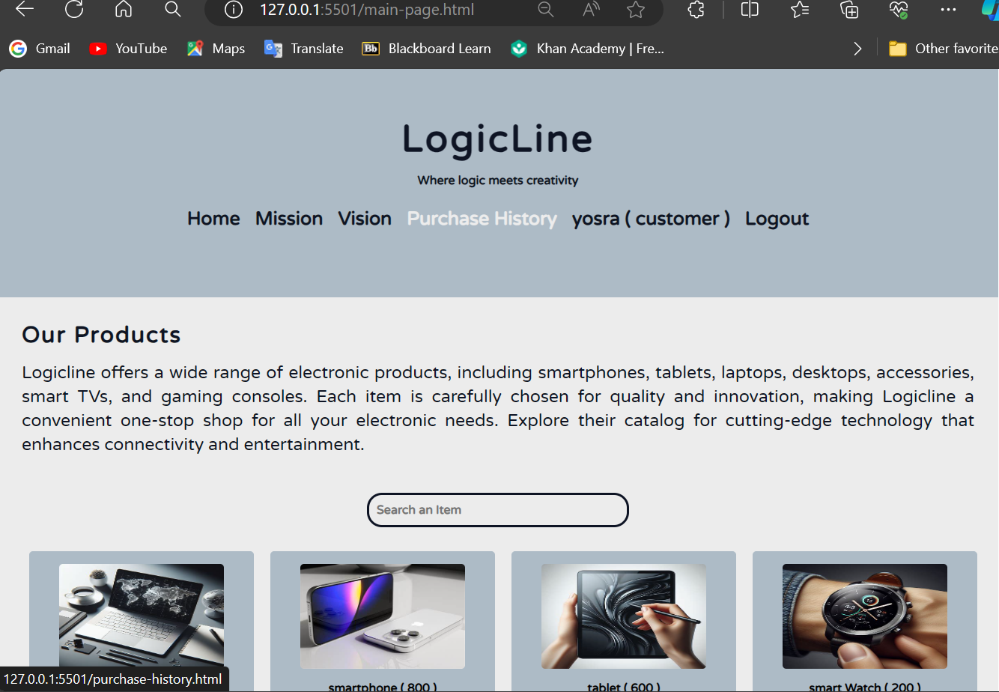 127.0.0.1:5501/main-page.html
Gmail YouTube Maps Translate Blackboard Learn Khan Academy | Fre... Other favorite
LogicLine
Where logic meets creativity
Home Mission Vision Purchase History yosra ( customer ) Logout
Our Products
Logicline offers a wide range of electronic products, including smartphones, tablets, laptops, desktops, accessories,
smart TVs, and gaming consoles. Each item is carefully chosen for quality and innovation, making Logicline a
convenient one-stop shop for all your electronic needs. Explore their catalog for cutting-edge technology that
enhances connectivity and entertainment.
Search an Item
127.0.0.1:5501/purchase-history.html
smartphone ( 800 ) tablet ( 600 ) smart Watch ( 200 )